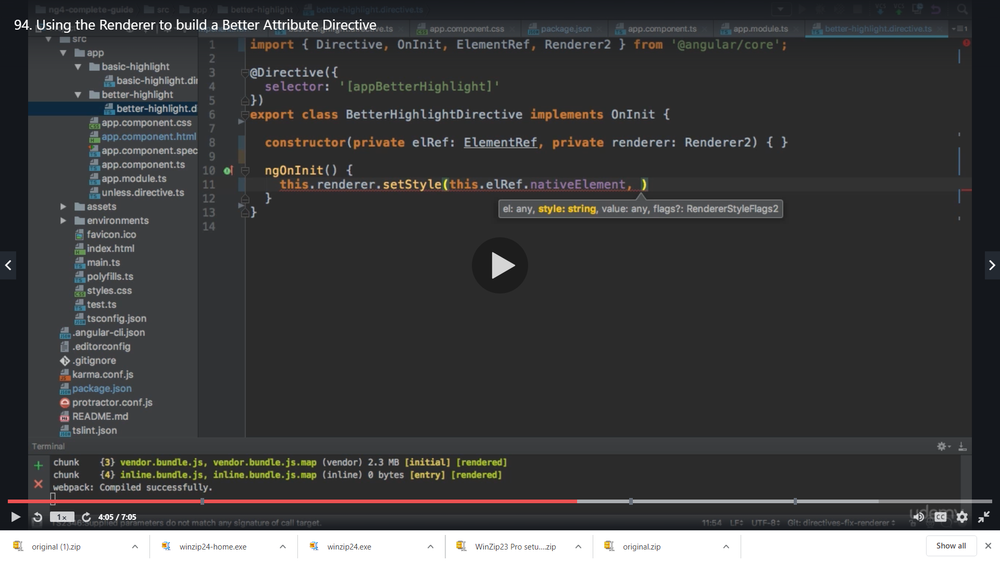 ng4-complete-guide src app better-highlight better-highlight.directive.ts
94. Using the Renderer to build a Better Attribute Directive
app.component.css package.json app.component.ts app.module.ts better-highlight.directive.ts
src
app
basic-highlight
basic-highlight.dir
better-highlight
better-highlight.d
app.component.css
app.component.html
app.component.spec
app.component.ts
app.module.ts
unless.directive.ts
assets
environments
favicon.ico
index.html
main.ts
polyfills.ts
styles.css
test.ts
tsconfig.json
.angular-cli.json
.editorconfig
.gitignore
karma.conf.js
package.json
protractor.conf.js
README.md
tslint.json
1 import { Directive, OnInit, ElementRef, Renderer2 } from '@angular/core';
2
3 @Directive({
4 selector: '[appBetterHighlight]'
5 })
6 export class BetterHighlightDirective implements OnInit {
7
8 constructor(private elRef: ElementRef, private renderer: Renderer2) { }
9
10 ngOnInit() {
11 this.renderer.setStyle(this.elRef.nativeElement, )
12 }
el: any, style: string, value: any, flags?: RendererStyleFlags2
13 }
14
Terminal
chunk {3} vendor.bundle.js, vendor.bundle.js.map (vendor) 2.3 MB [initial] [rendered]
chunk {4} inline.bundle.js, inline.bundle.js.map (inline) 0 bytes [entry] [rendered]
webpack: Compiled successfully.
udemy
1x 4:05 / 7:05 CC
TS2346:Supplied parameters do not match any signature of call target. 11:54 LF UTF-8 Git: directives-fix-renderer
original (1).zip winzip24-home.exe winzip24.exe WinZip23 Pro setu....zip original.zip Show all